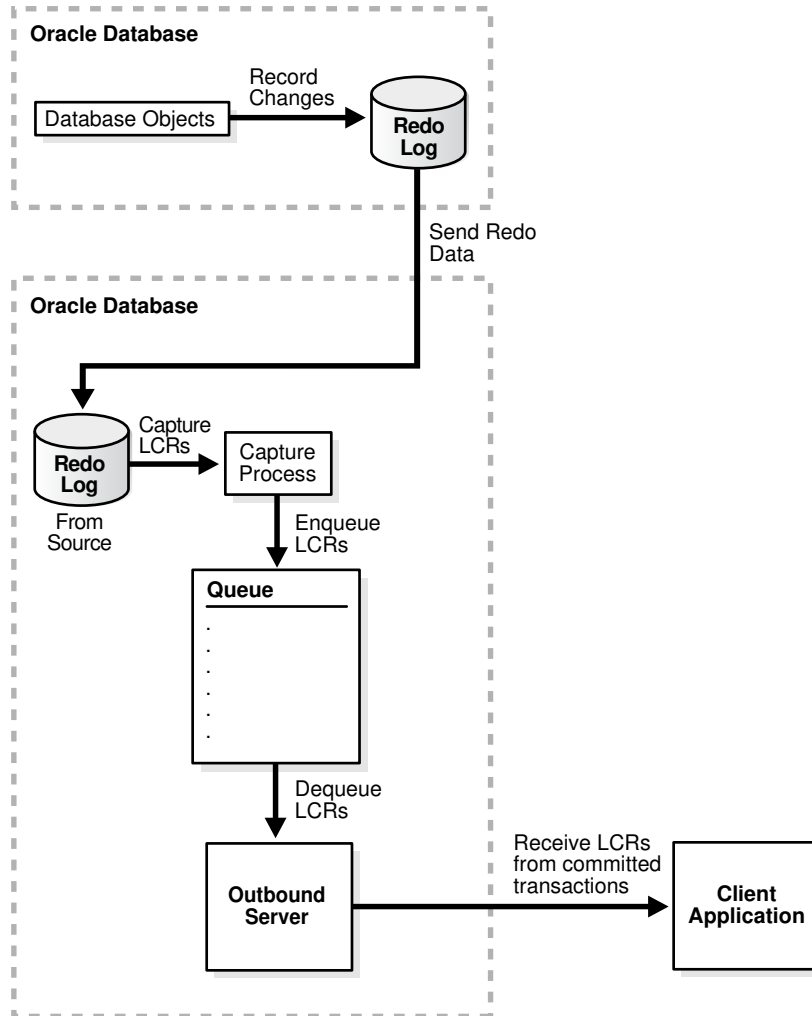 Oracle Database
Record
Changes
Database Objects
Redo
Log
Send Redo
Data
Oracle Database
Capture
LCRs
Redo
Log
Capture
Process
From
Source
Enqueue
LCRs
Queue
.
.
.
.
.
.
Dequeue
LCRs
Outbound
Server
Receive LCRs
from committed
transactions
Client
Application